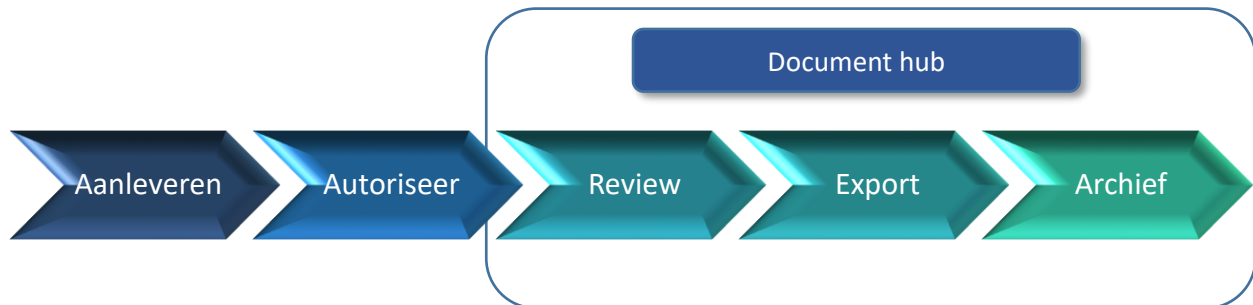 Document hub
Aanleveren
Autoriseer
Review
Export
Archief